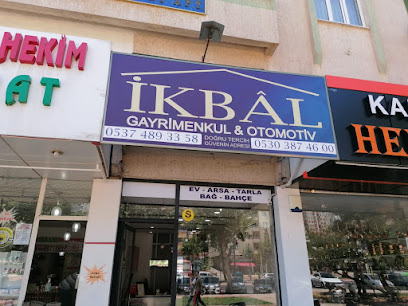 HEKİM
AT
İKBÂL
GAYRİMENKUL & OTOMOTİV
0537 489 33 58
DOĞRU TERCİH
GÜVENİN ADRESİ
0530 387 46 00
EV - ARSA - TARLA
BAĞ - BAHÇE
S
KA
HE